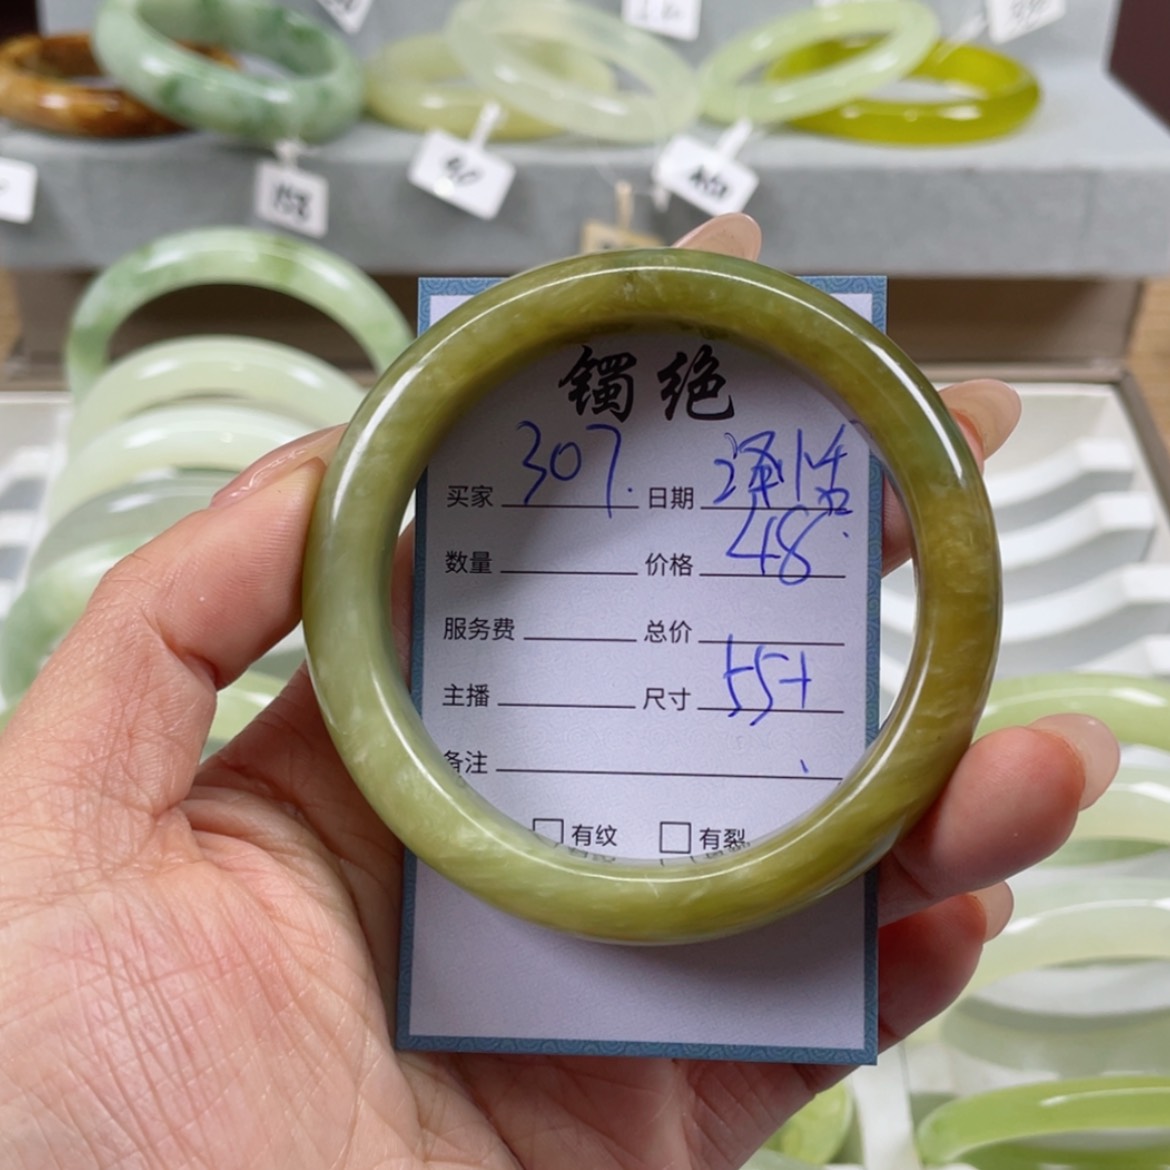 158
镯绝
买家 307. 日期
数量 价格 48.
服务费 总价
主播 尺寸 55+
备注
有纹 有裂